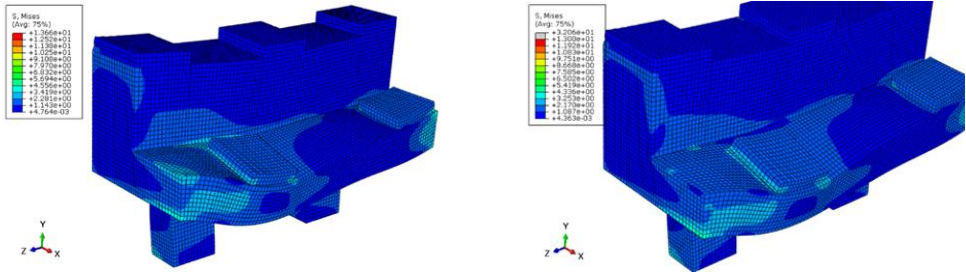 S, Mises
(Avg: 75%)
+1.366e+01
+1.252e+01
+1.138e+01
+1.025e+01
+9.108e+00
+7.970e+00
+6.832e+00
+5.694e+00
+4.556e+00
+3.419e+00
+2.281e+00
+1.143e+00
+4.764e-03
Y
Z
X
S, Mises
(Avg: 75%)
+3.206e+01
+1.300e+01
+1.192e+01
+1.083e+01
+9.751e+00
+8.668e+00
+7.585e+00
+6.502e+00
+5.419e+00
+4.336e+00
+3.253e+00
+2.170e+00
+1.087e+00
+4.363e-03
Y
Z
X